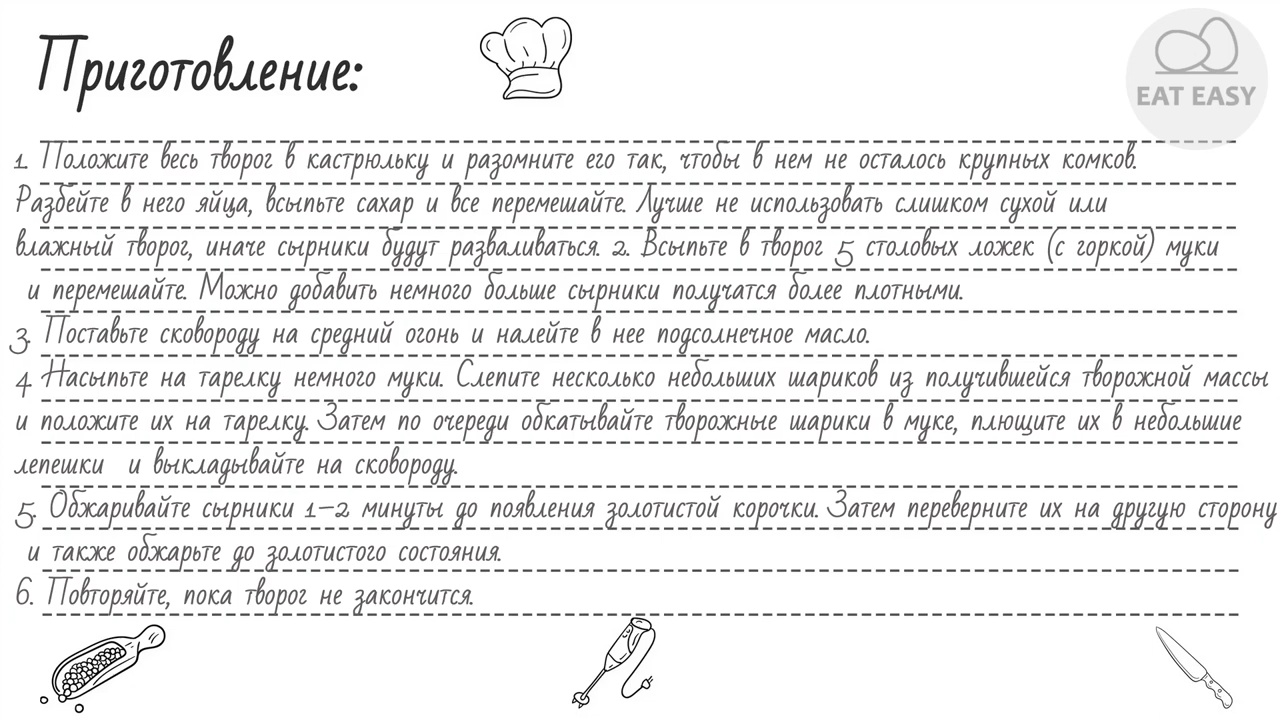 Приготовление:
EAT EASY
1. Положите весь творог в кастрюльку и разомните его так, чтобы в нем не осталось крупных комков.
Разбейте в него яйца, всыпьте сахар и все перемешайте. Лучше не использовать слишком сухой или
влажный творог, иначе сырники будут разваливаться. 2. Всыпьте в творог 5 столовых ложек (с горкой) муки
и перемешайте. Можно добавить немного больше сырники получатся более плотными.
3. Поставьте сковороду на средний огонь и налейте в нее подсолнечное масло.
4. Насыпьте на тарелку немного муки. Слепите несколько небольших шариков из получившейся творожной массы
и положите их на тарелку. Затем по очереди обкатывайте творожные шарики в муке, плющите их в небольшие
лепешки и выкладывайте на сковороду.
5. Обжаривайте сырники 1–2 минуты до появления золотистой корочки. Затем переверните их на другую сторону
и также обжарьте до золотистого состояния.
6. Повторяйте, пока творог не закончится.